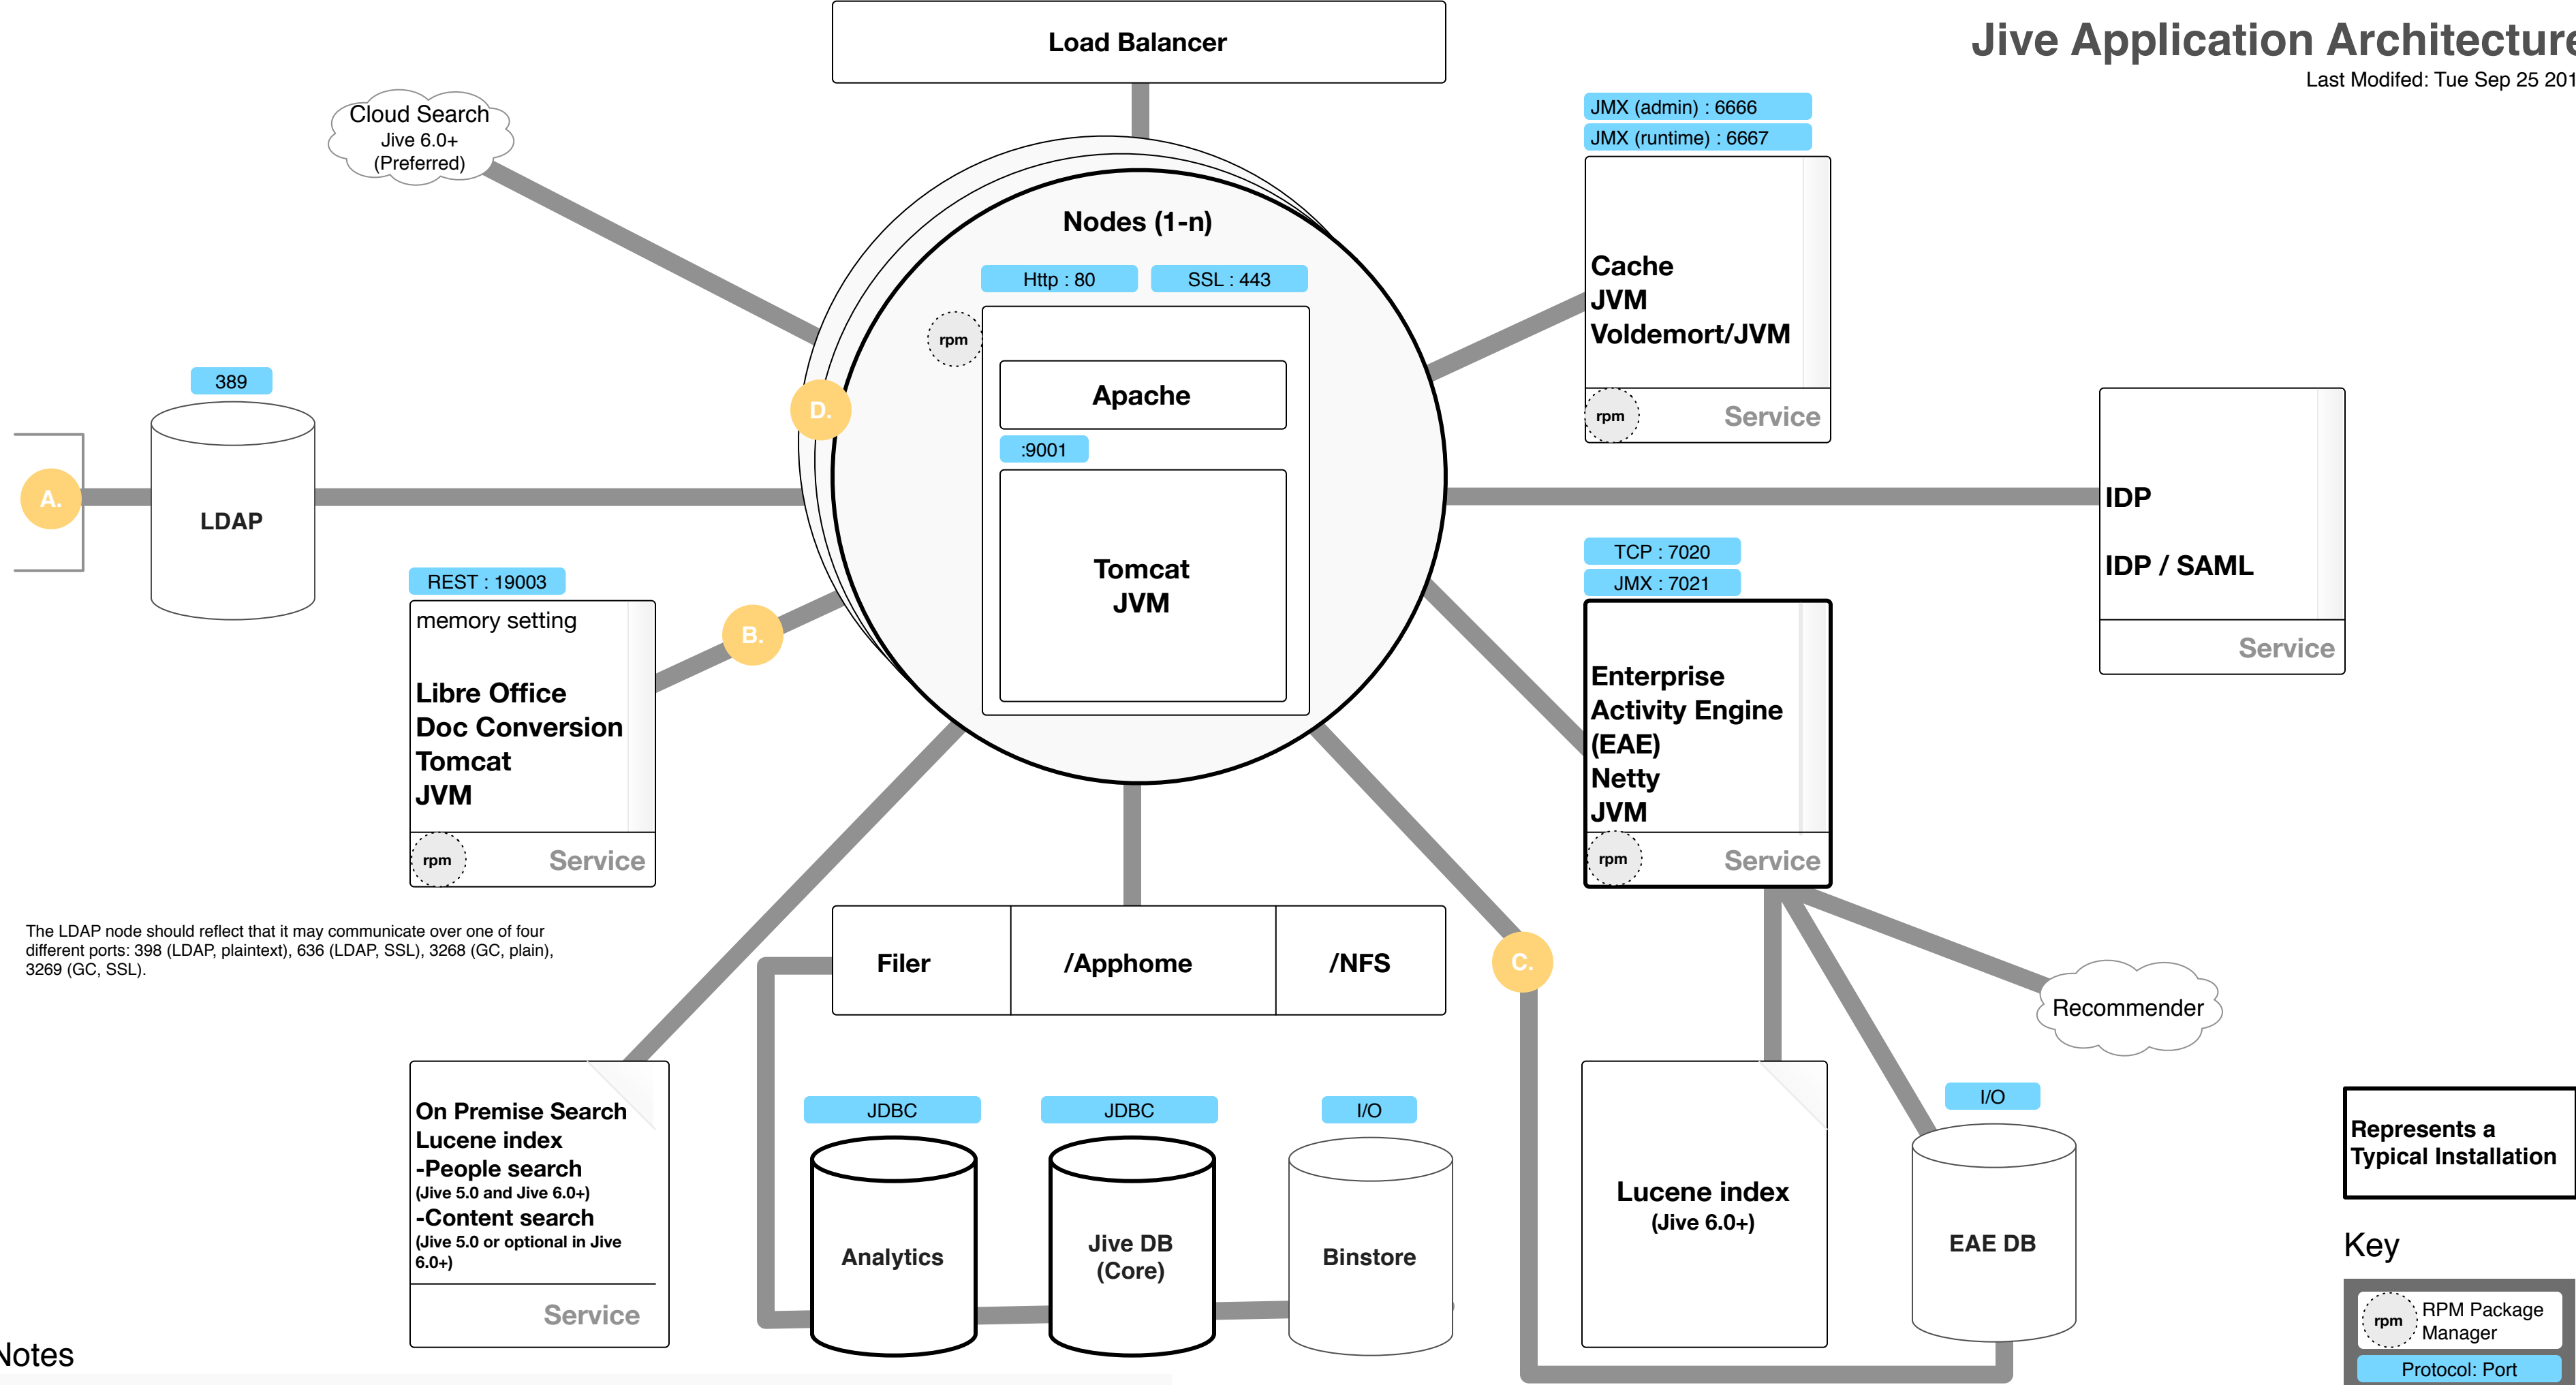 Load Balancer
Jive Application Architecture
Last Modifed: Tue Sep 25 201
Cloud Search
Jive 6.0+
(Preferred)
JMX (admin) : 6666
JMX (runtime) : 6667
Nodes (1-n)
Http : 80
SSL : 443
rpm
Apache
:9001
Tomcat
JVM
Cache
JVM
Voldemort/JVM
rpm
Service
D.
389
A.
LDAP
IDP
IDP / SAML
Service
REST : 19003
memory setting
Libre Office
Doc Conversion
Tomcat
JVM
rpm
Service
B.
TCP : 7020
JMX : 7021
Enterprise
Activity Engine
(EAE)
Netty
JVM
rpm
Service
The LDAP node should reflect that it may communicate over one of four
different ports: 398 (LDAP, plaintext), 636 (LDAP, SSL), 3268 (GC, plain),
3269 (GC, SSL).
Filer
/Apphome
/NFS
C.
Recommender
On Premise Search
Lucene index
-People search
(Jive 5.0 and Jive 6.0+)
-Content search
(Jive 5.0 or optional in Jive
6.0+)
Service
JDBC
Analytics
JDBC
Jive DB
(Core)
I/O
Binstore
Lucene index
(Jive 6.0+)
I/O
EAE DB
Represents a
Typical Installation
Key
rpm
RPM Package
Manager
Protocol: Port
Notes